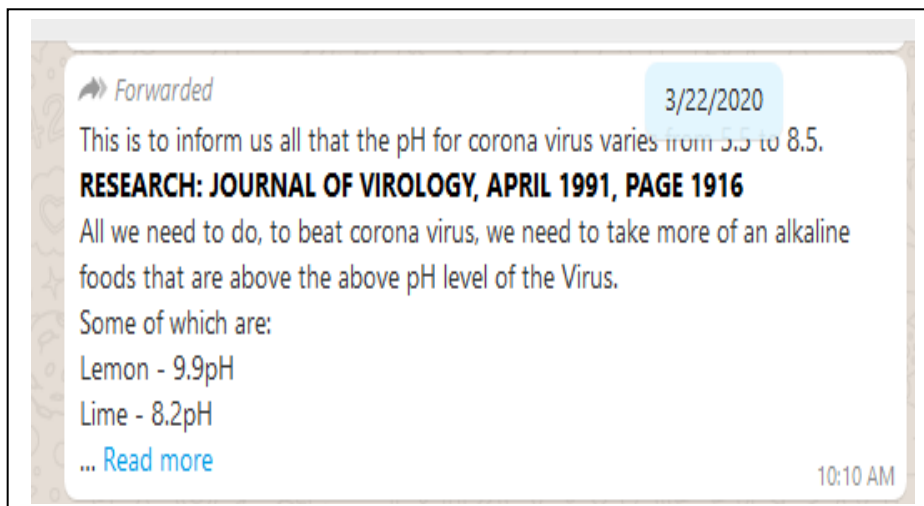 Forwarded
3/22/2020
This is to inform us all that the pH for corona virus varies from 5.5 to 8.5.
RESEARCH: JOURNAL OF VIROLOGY, APRIL 1991, PAGE 1916
All we need to do, to beat corona virus, we need to take more of an alkaline
foods that are above the above pH level of the Virus.
Some of which are:
Lemon - 9.9pH
Lime - 8.2pH
... Read more
10:10 AM